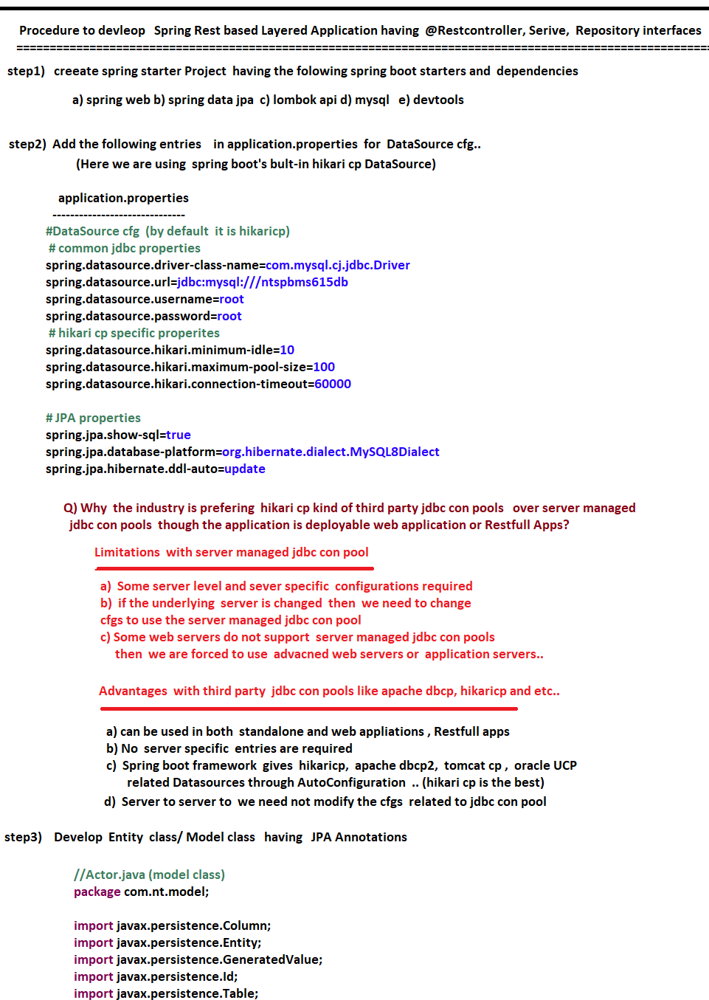 Procedure to devleop Spring Rest based Layered Application having @Restcontroller, Serive, Repository interfaces
=====================================================================================================
step1) creeate spring starter Project having the folowing spring boot starters and dependencies
a) spring web b) spring data jpa c) lombok api d) mysql e) devtools
step2) Add the following entries in application.properties for DataSource cfg..
(Here we are using spring boot's bult-in hikari cp DataSource)
application.properties
------------------------------
#DataSource cfg (by default it is hikaricp)
# common jdbc properties
spring.datasource.driver-class-name=com.mysql.cj.jdbc.Driver
spring.datasource.url=jdbc:mysql:///ntspbms615db
spring.datasource.username=root
spring.datasource.password=root
# hikari cp specific properites
spring.datasource.hikari.minimum-idle=10
spring.datasource.hikari.maximum-pool-size=100
spring.datasource.hikari.connection-timeout=60000
# JPA properties
spring.jpa.show-sql=true
spring.jpa.database-platform=org.hibernate.dialect.MySQL8Dialect
spring.jpa.hibernate.ddl-auto=update
Q) Why the industry is prefering hikari cp kind of third party jdbc con pools over server managed
jdbc con pools though the application is deployable web application or Restfull Apps?
Limitations with server managed jdbc con pool
a) Some server level and sever specific configurations required
b) if the underlying server is changed then we need to change
cfgs to use the server managed jdbc con pool
c) Some web servers do not support server managed jdbc con pools
then we are forced to use advacned web servers or application servers..
Advantages with third party jdbc con pools like apache dbcp, hikaricp and etc..
a) can be used in both standalone and web appliations , Restfull apps
b) No server specific entries are required
c) Spring boot framework gives hikaricp, apache dbcp2, tomcat cp , oracle UCP
related Datasources through AutoConfiguration .. (hikari cp is the best)
d) Server to server to we need not modify the cfgs related to jdbc con pool
step3) Develop Entity class/ Model class having JPA Annotations
//Actor.java (model class)
package com.nt.model;
import javax.persistence.Column;
import javax.persistence.Entity;
import javax.persistence.GeneratedValue;
import javax.persistence.Id;
import javax.persistence.Table;